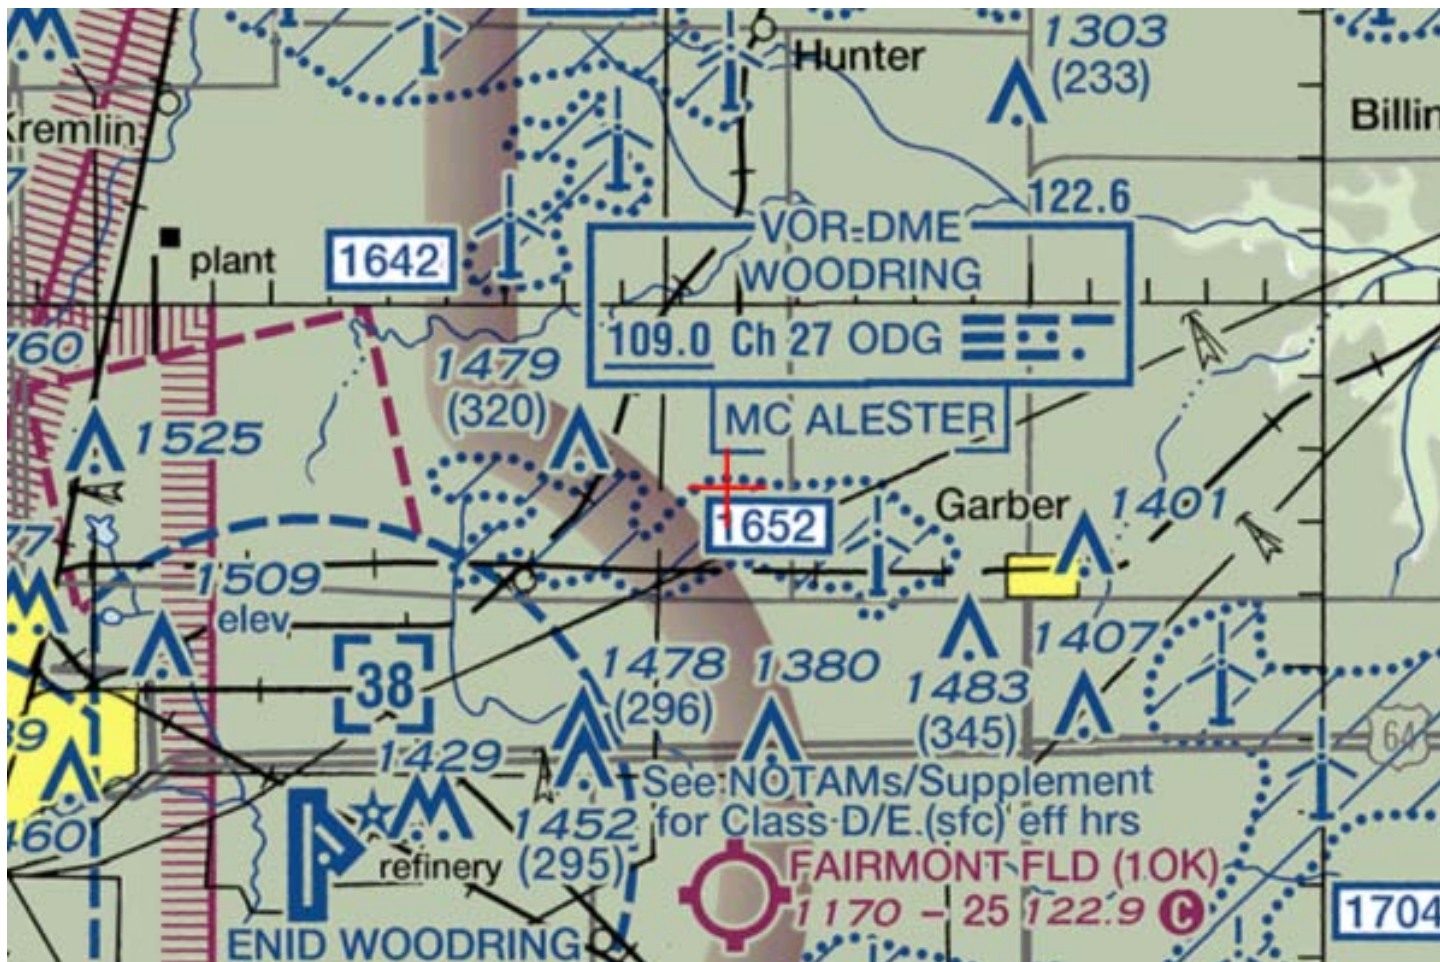 1303
(233)
Hunter
Kremlin
Billin
122.6
VOR-DME
WOODRING
plant
1642
109.0 Ch 27 ODG
760
1479
(320)
MC ALESTER
1525
Garber
1401
1652
77
1509
elev
38
1478
(296)
1380
1407
1483
(345)
64
39
1429
See NOTAMs/Supplement
for Class D/E (sfc) eff hrs
1452
(295)
460
refinery
FAIRMONT FLD (1OK)
1170 - 25 122.9 C
1704
ENID WOODRING